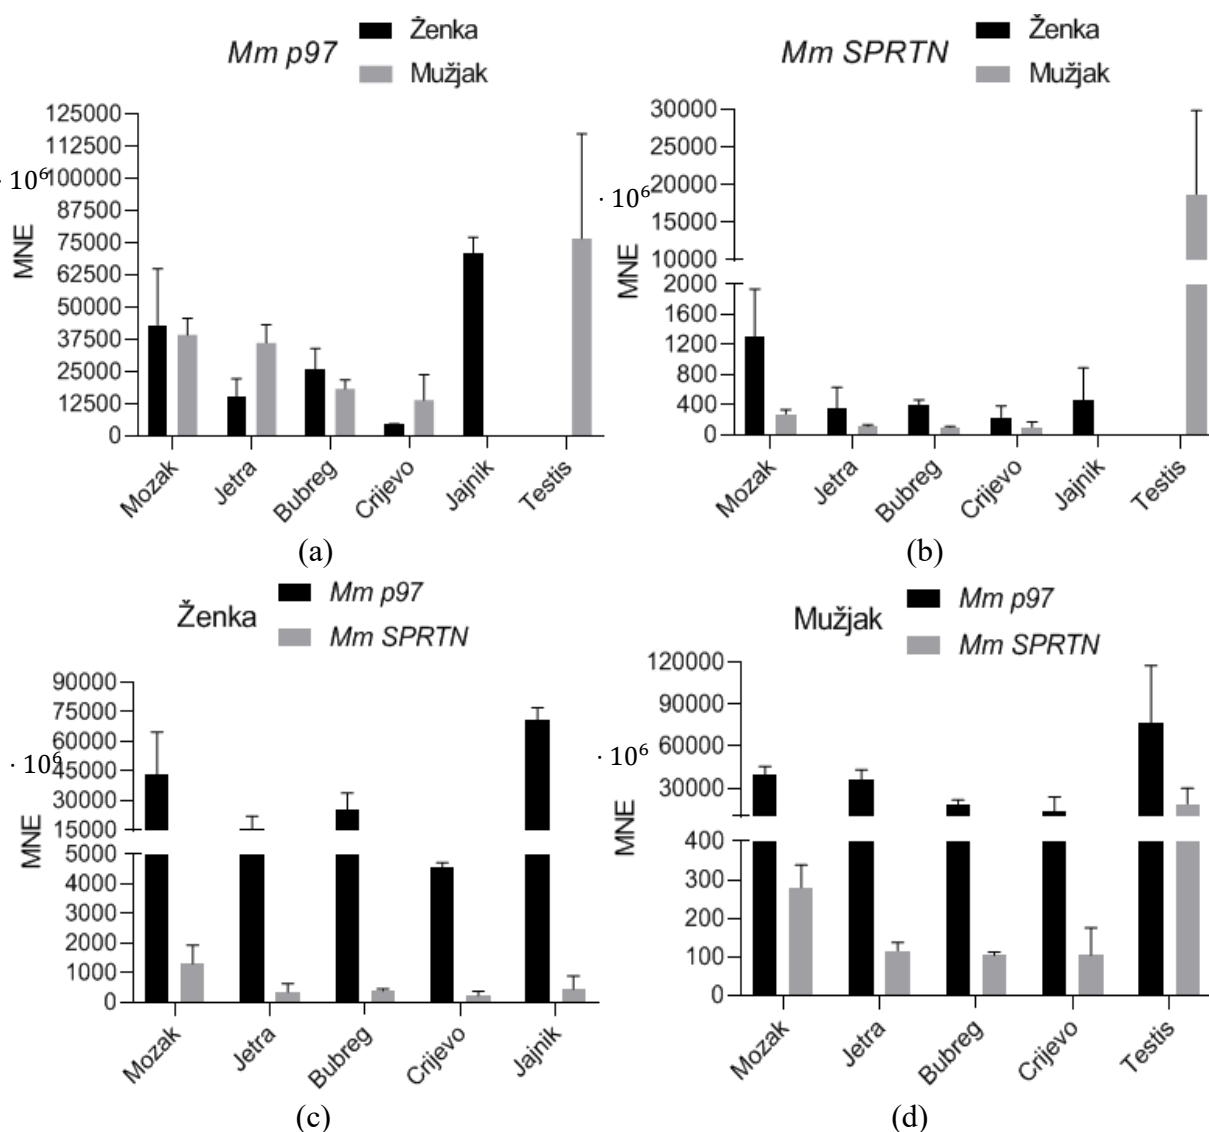 Mm p97
Ženka
Mužjak
125000
112500
· 10⁶
100000
87500
75000
62500
50000
37500
25000
12500
0
MNE
Mozak
Jetra
Bubreg
Crijevo
Jajnik
Testis
(a)
Mm SPRTN
Ženka
Mužjak
30000
25000
20000
· 10⁶
15000
10000
2000
1600
1200
800
400
0
MNE
Mozak
Jetra
Bubreg
Crijevo
Jajnik
Testis
(b)
Ženka
Mm p97
Mm SPRTN
90000
75000
60000
· 10⁶
45000
30000
15000
5000
4000
3000
2000
1000
0
MNE
Mozak
Jetra
Bubreg
Crijevo
Jajnik
(c)
Mužjak
Mm p97
Mm SPRTN
120000
90000
60000
· 10⁶
30000
400
300
200
100
0
MNE
Mozak
Jetra
Bubreg
Crijevo
Testis
(d)